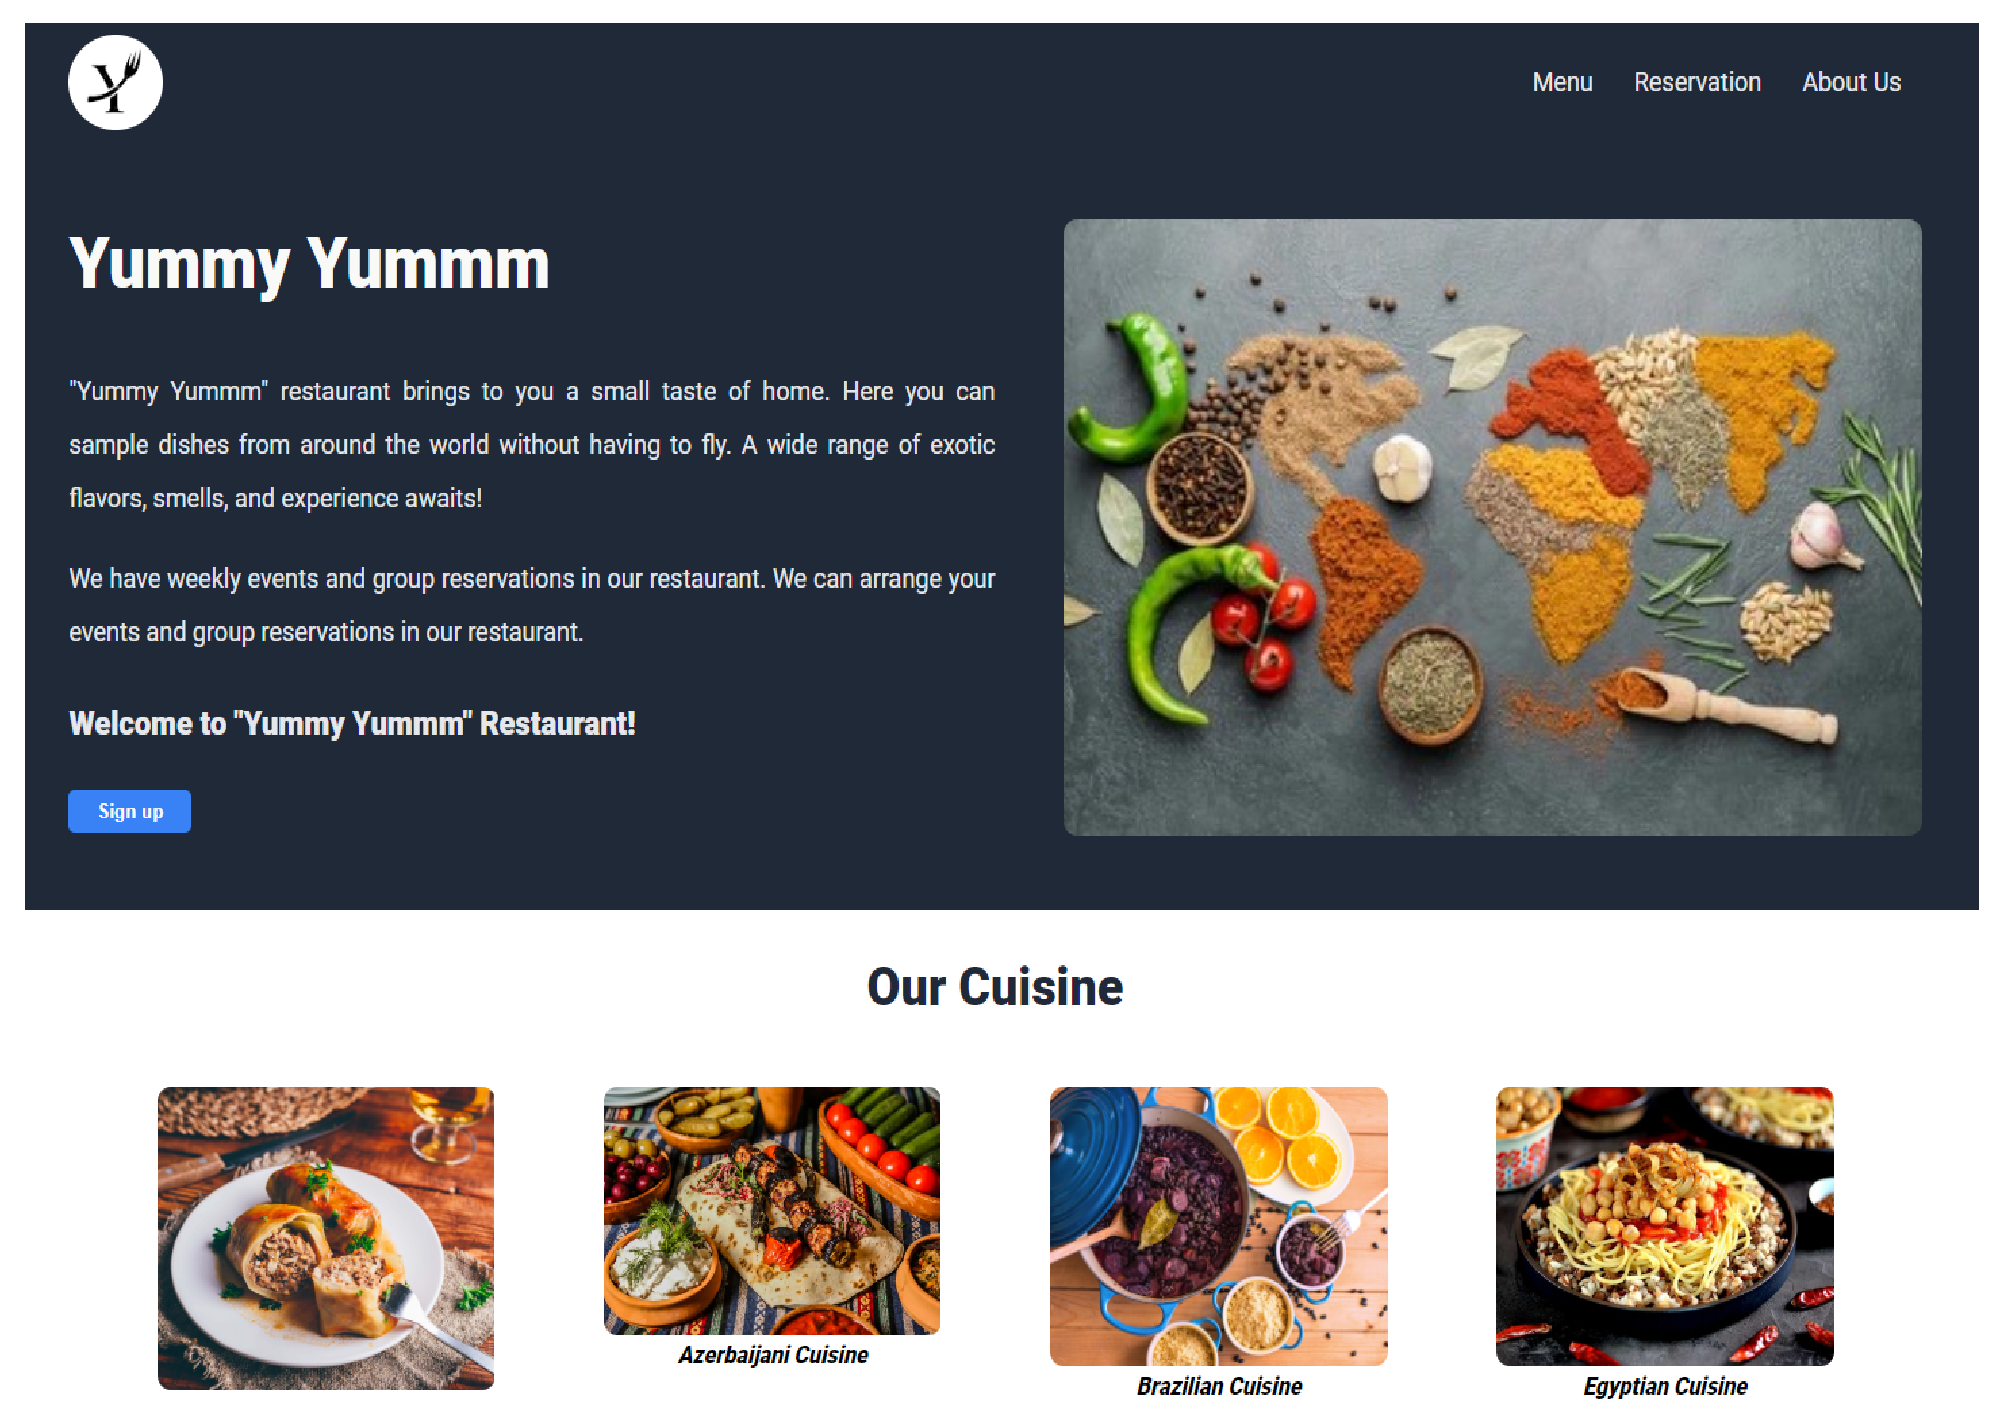 Y
Menu Reservation About Us
Yummy Yummm
"Yummy Yummm" restaurant brings to you a small taste of home. Here you can
sample dishes from around the world without having to fly. A wide range of exotic
flavors, smells, and experience awaits!
We have weekly events and group reservations in our restaurant. We can arrange your
events and group reservations in our restaurant.
Welcome to "Yummy Yummm" Restaurant!
Sign up
Our Cuisine
Azerbaijani Cuisine
Brazilian Cuisine
Egyptian Cuisine